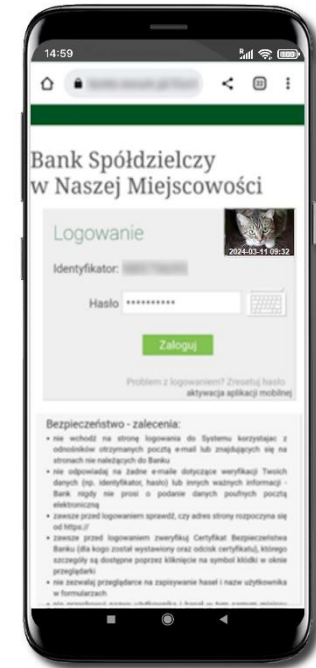 14:59
Bank Spółdzielczy
w Naszej Miejscowości
Logowanie
2024-03-11 09:32
Identyfikator:
Hasło **********
Zaloguj
Problem z logowaniem? Zresetuj hasło
aktywacja aplikacji mobilnej
Bezpieczeństwo - zalecenia:
• nie wchodź na stronę logowania do Systemu korzystając z
odnośników otrzymanych pocztą e-mail lub znajdujących się na
stronach nie należących do Banku
• nie odpowiadaj na żadne e-maile dotyczące weryfikacji Twoich
danych (np. identyfikator, hasło) lub innych ważnych informacji -
Bank nigdy nie prosi o podanie danych poufnych pocztą
elektroniczną
• zawsze przed logowaniem sprawdź, czy adres strony rozpoczyna się
od https://
• zawsze przed logowaniem zweryfikuj Certyfikat Bezpieczeństwa
Banku (dla kogo został wystawiony oraz odcisk certyfikatu), którego
szczegóły są dostępne poprzez kliknięcie na symbol kłódki w oknie
przeglądarki
• nie zezwalaj przeglądarce na zapisywanie haseł i nazw użytkownika
w formularzach